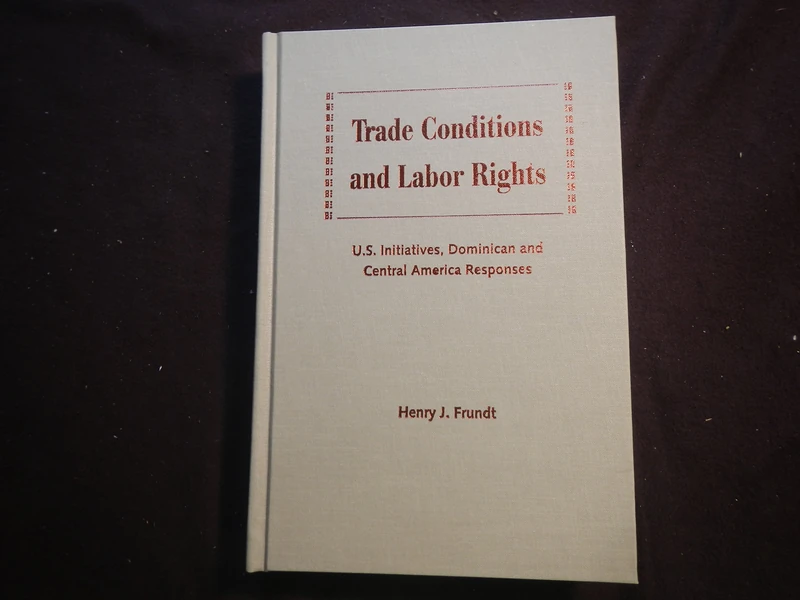 Trade Conditions
and Labor Rights
U.S. Initiatives, Dominican and
Central America Responses
Henry J. Frundt